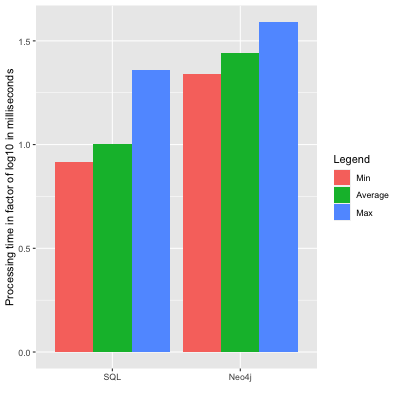 Processing time in factor of log10 in milliseconds
1.5
1.0
0.5
0.0
SQL Neo4j
Legend
Min
Average
Max